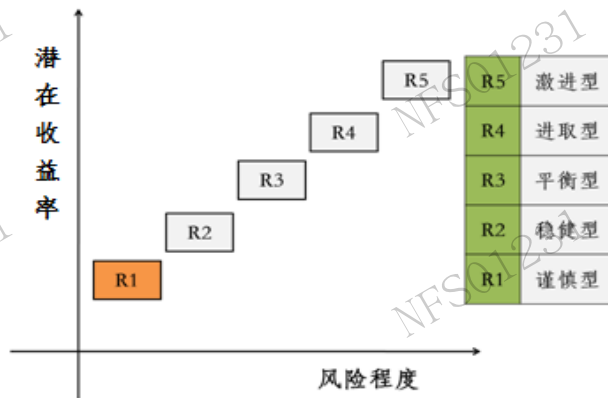 潜在收益率
R5
R4
R3
R2
R1
风险程度
R5 激进型
R4 进取型
R3 平衡型
R2 稳健型
R1 谨慎型
NFS01231
NFS01231